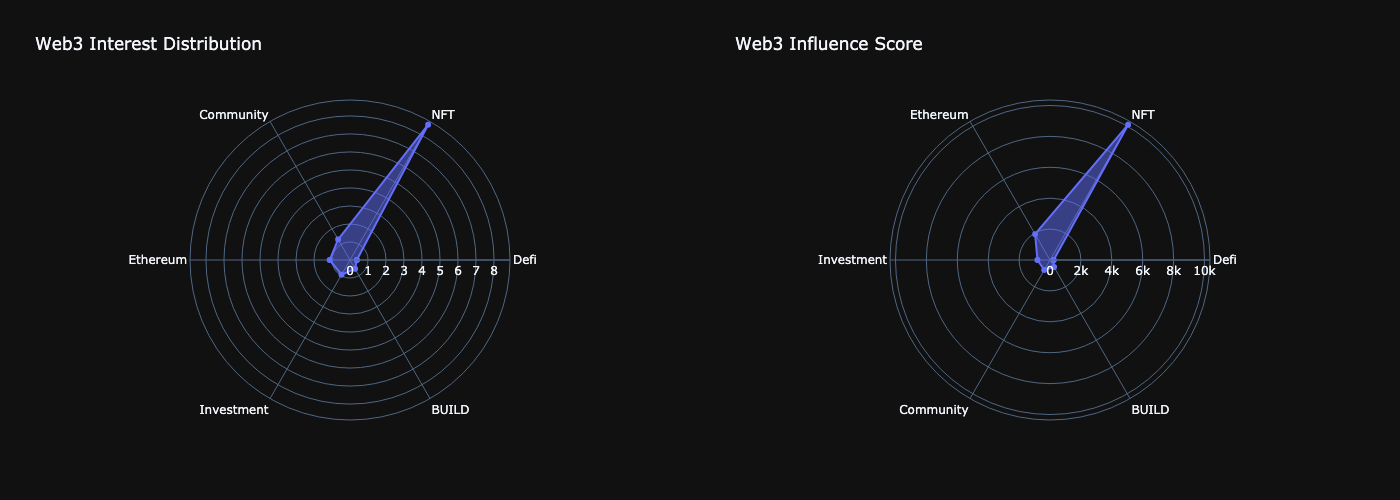 Web3 Interest Distribution
Community
NFT
Ethereum
Defi
0 1 2 3 4 5 6 7 8
Investment
BUILD
Web3 Influence Score
Ethereum
NFT
Investment
Defi
0 2k 4k 6k 8k 10k
Community
BUILD